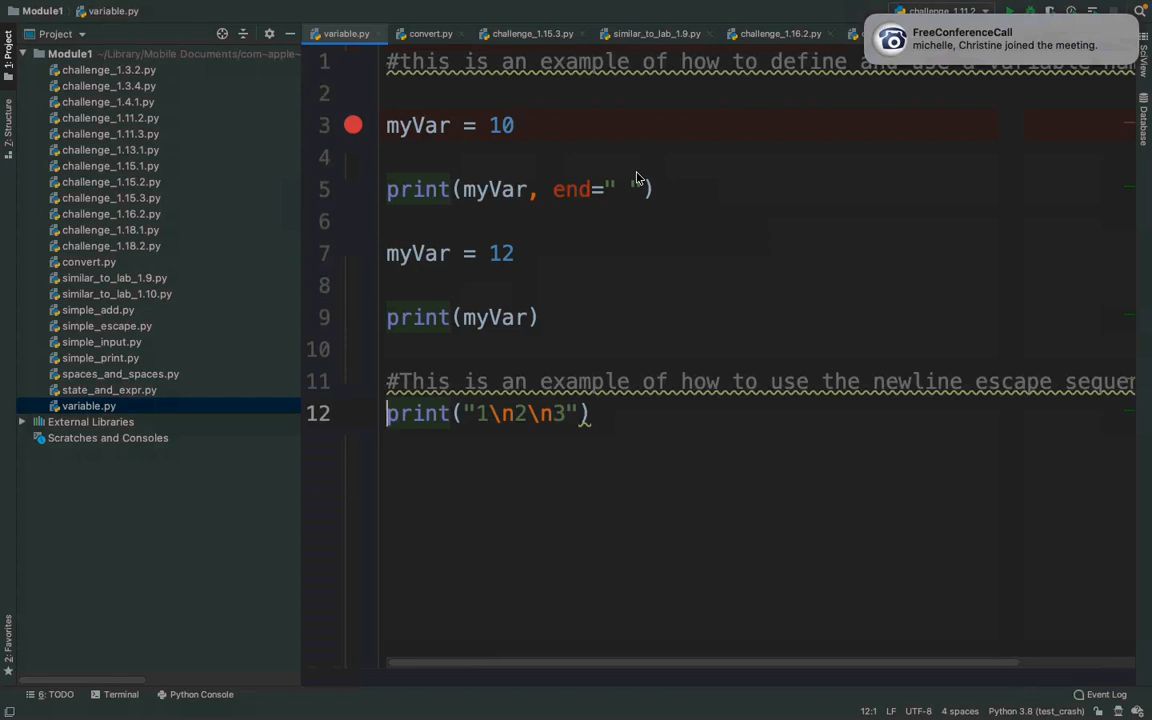 Module1
variable.py
challenge_1.11.2
FreeConferenceCall
michelle, Christine joined the meeting.
Project
variable.py
convert.py
challenge_1.15.3.py
similar_to_lab_1.9.py
challenge_1.16.2.py
1: Project
Z: Structure
2: Favorites
SciView
Database
Module1 ~/Library/Mobile Documents/com~apple~
challenge_1.3.2.py
challenge_1.3.4.py
challenge_1.4.1.py
challenge_1.11.2.py
challenge_1.11.3.py
challenge_1.13.1.py
challenge_1.15.1.py
challenge_1.15.2.py
challenge_1.15.3.py
challenge_1.16.2.py
challenge_1.18.1.py
challenge_1.18.2.py
convert.py
similar_to_lab_1.9.py
similar_to_lab_1.10.py
simple_add.py
simple_escape.py
simple_input.py
simple_print.py
spaces_and_spaces.py
state_and_expr.py
variable.py
External Libraries
Scratches and Consoles
1 #this is an example of how to define and use a variable
2
3 myVar = 10
4
5 print(myVar, end=" ")
6
7 myVar = 12
8
9 print(myVar)
10
11 #This is an example of how to use the newline escape sequen
12 print("1\n2\n3")
6: TODO
Terminal
Python Console
Event Log
12:1 LF UTF-8 4 spaces Python 3.8 (test_crash)